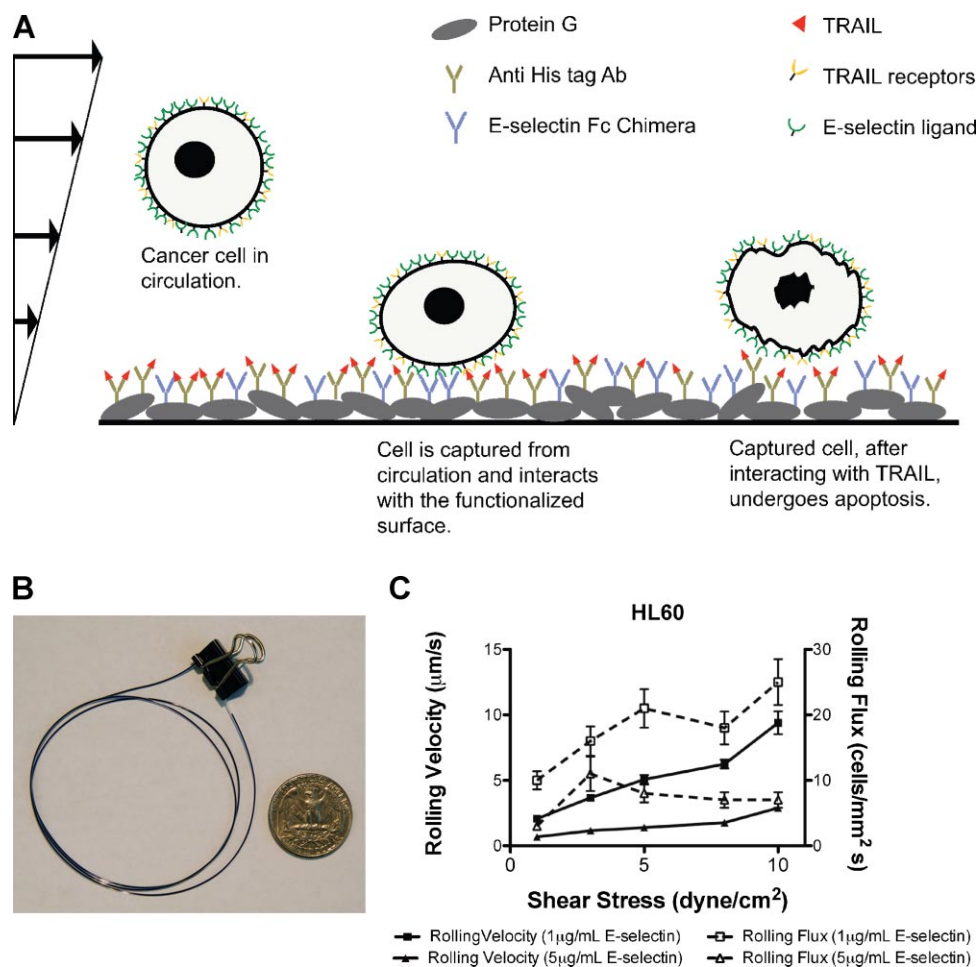 A
Protein G
Anti His tag Ab
E-selectin Fc Chimera
TRAIL
TRAIL receptors
E-selectin ligand
Cancer cell in
circulation.
Cell is captured from
circulation and interacts
with the functionalized
surface.
Captured cell, after
interacting with TRAIL,
undergoes apoptosis.
B
C
HL60
Rolling Velocity (μm/s)
15
10
5
0
Rolling Flux (cells/mm² s)
30
20
10
0
0
5
10
Shear Stress (dyne/cm²)
Rolling Velocity (1μg/mL E-selectin)
Rolling Flux (1μg/mL E-selectin)
Rolling Velocity (5μg/mL E-selectin)
Rolling Flux (5μg/mL E-selectin)